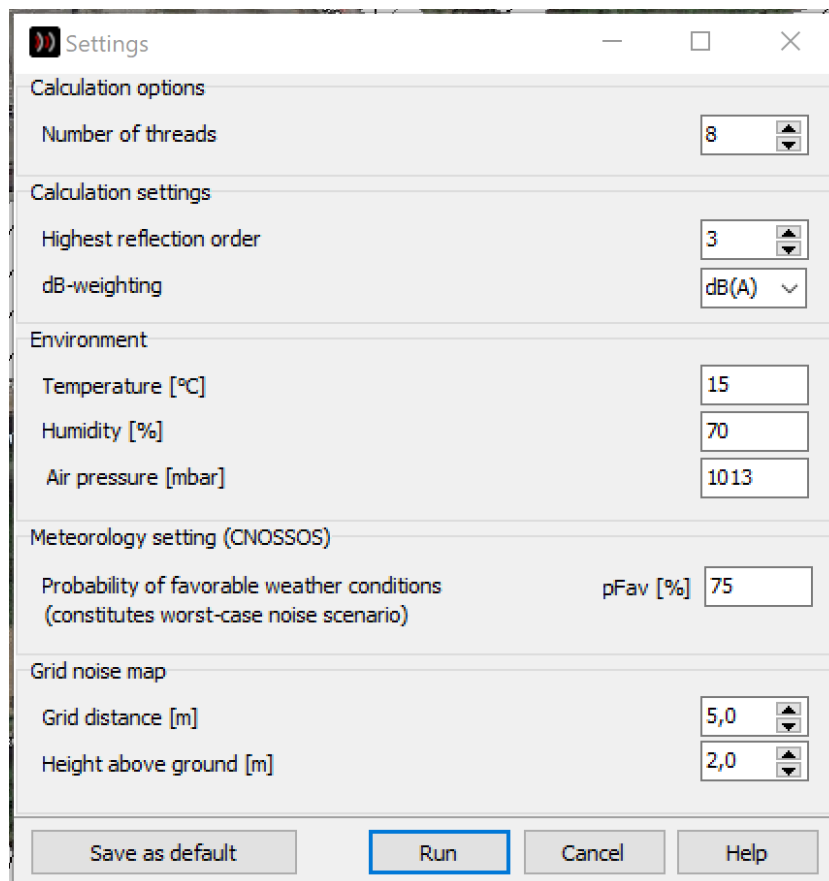 Settings
Calculation options
Number of threads 8
Calculation settings
Highest reflection order 3
dB-weighting dB(A)
Environment
Temperature [°C] 15
Humidity [%] 70
Air pressure [mbar] 1013
Meteorology setting (CNOSSOS)
Probability of favorable weather conditions pFav [%] 75
(constitutes worst-case noise scenario)
Grid noise map
Grid distance [m] 5,0
Height above ground [m] 2,0
Save as default Run Cancel Help